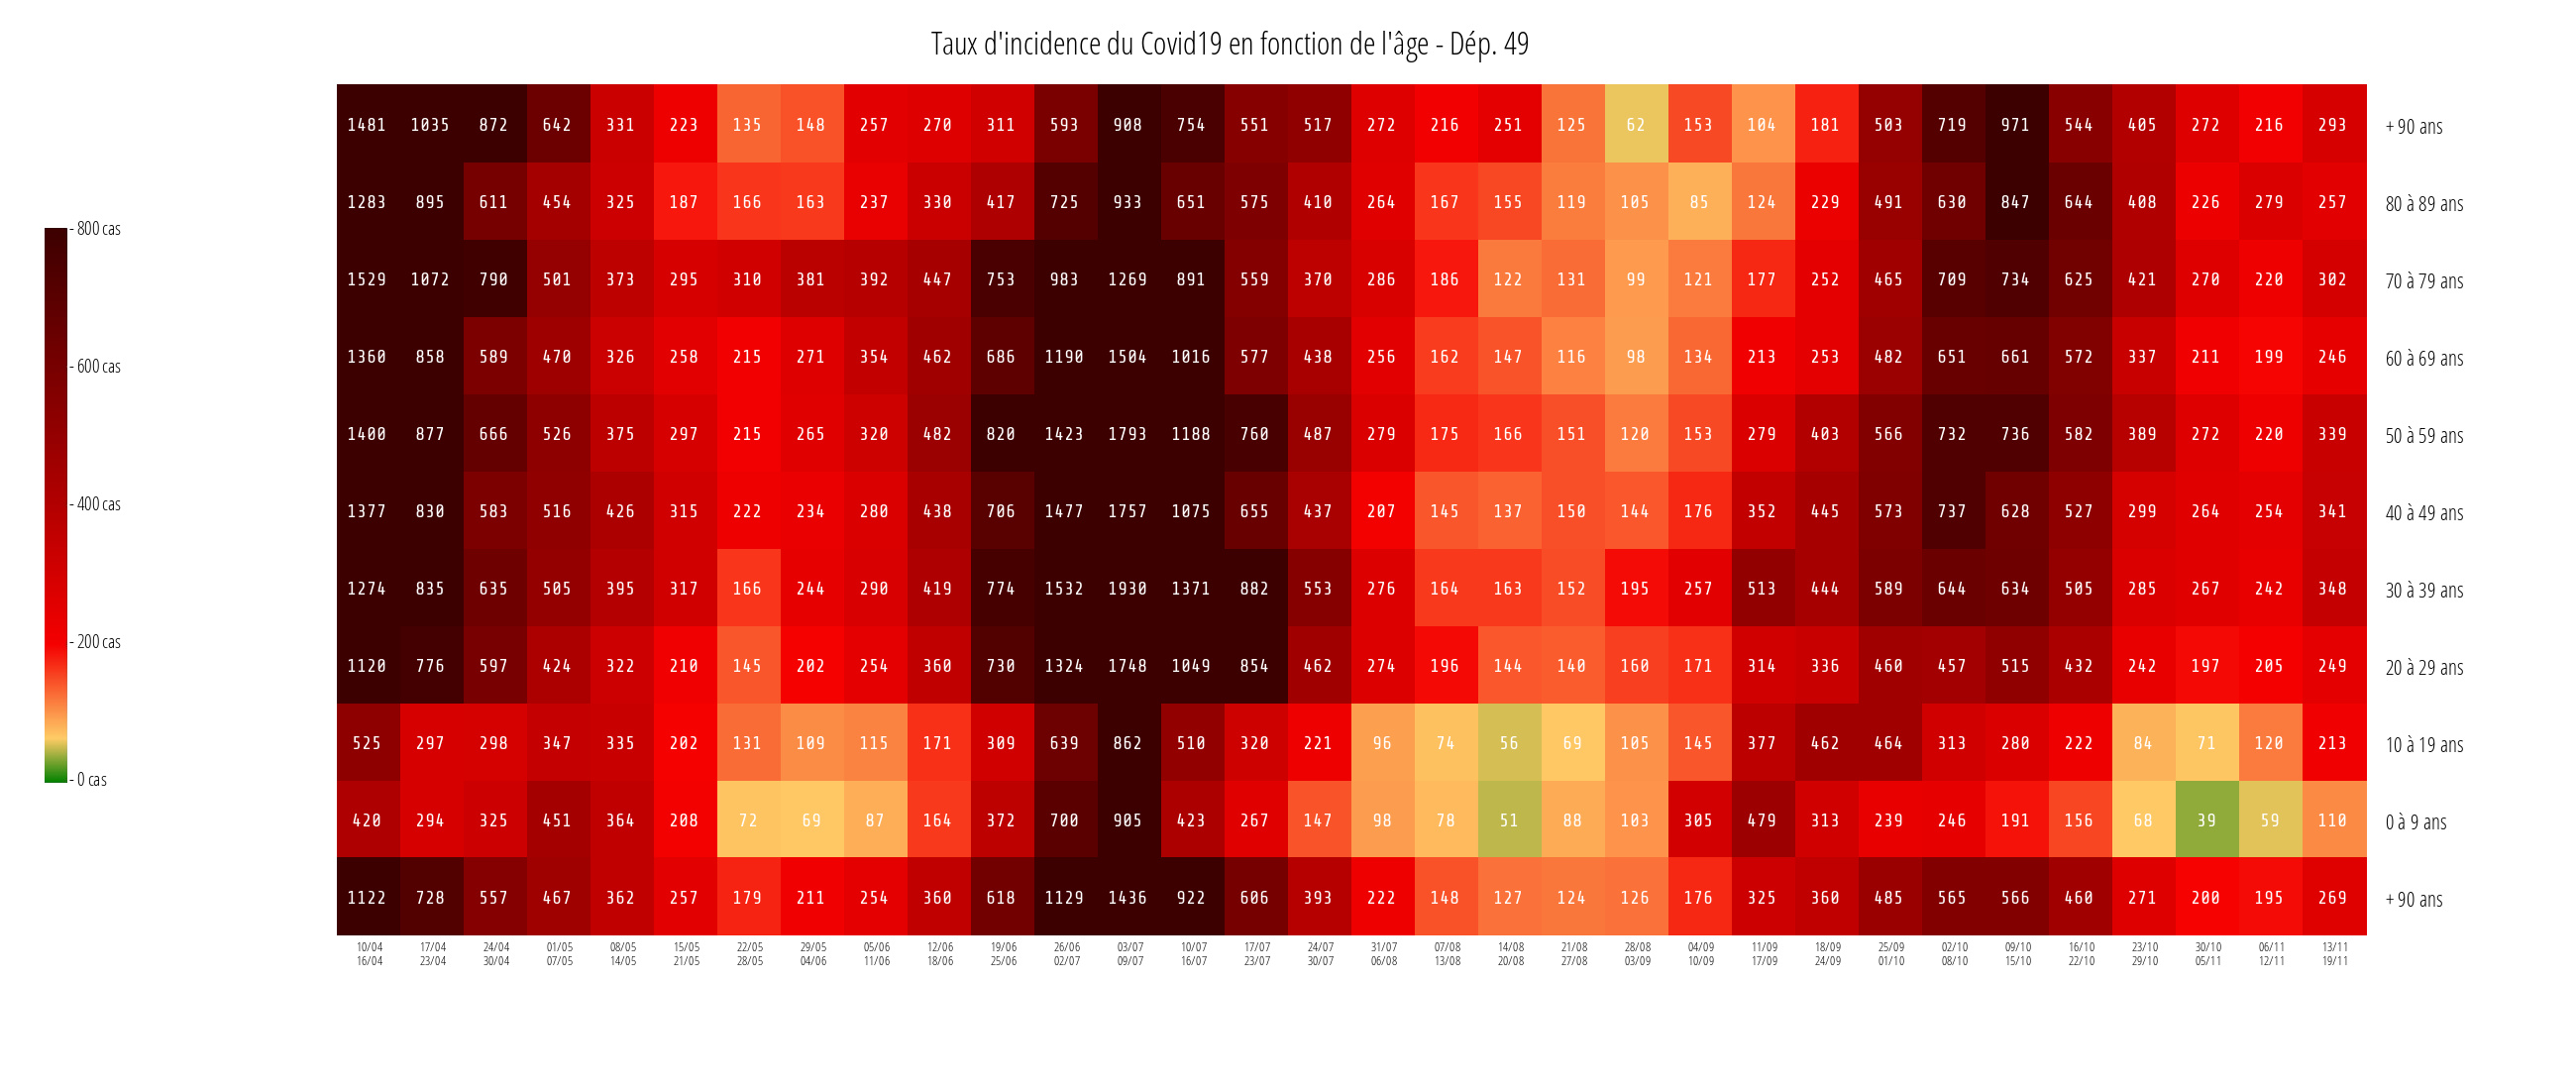 Taux d'incidence du Covid19 en fonction de l'âge - Dép. 49
- 800 cas
- 600 cas
- 400 cas
- 200 cas
- 0 cas
1481 1035 872 642 331 223 135 148 257 270 311 593 908 754 551 517 272 216 251 125 62 153 104 181 503 719 971 544 405 272 216 293 + 90 ans
1283 895 611 454 325 187 166 163 237 330 417 725 933 651 575 410 264 167 155 119 105 85 124 229 491 630 847 644 408 226 279 257 80 à 89 ans
1529 1072 790 501 373 295 310 381 392 447 753 983 1269 891 559 370 286 186 122 131 99 121 177 252 465 709 734 625 421 270 220 302 70 à 79 ans
1360 858 589 470 326 258 215 271 354 462 686 1190 1504 1016 577 438 256 162 147 116 98 134 213 253 482 651 661 572 337 211 199 246 60 à 69 ans
1400 877 666 526 375 297 215 265 320 482 820 1423 1793 1188 760 487 279 175 166 151 120 153 279 403 566 732 736 582 389 272 220 339 50 à 59 ans
1377 830 583 516 426 315 222 234 280 438 706 1477 1757 1075 655 437 207 145 137 150 144 176 352 445 573 737 628 527 299 264 254 341 40 à 49 ans
1274 835 635 505 395 317 166 244 290 419 774 1532 1930 1371 882 553 276 164 163 152 195 257 513 444 589 644 634 505 285 267 242 348 30 à 39 ans
1120 776 597 424 322 210 145 202 254 360 730 1324 1748 1049 854 462 274 196 144 140 160 171 314 336 460 457 515 432 242 197 205 249 20 à 29 ans
525 297 298 347 335 202 131 109 115 171 309 639 862 510 320 221 96 74 56 69 105 145 377 462 464 313 280 222 84 71 120 213 10 à 19 ans
420 294 325 451 364 208 72 69 87 164 372 700 905 423 267 147 98 78 51 88 103 305 479 313 239 246 191 156 68 39 59 110 0 à 9 ans
1122 728 557 467 362 257 179 211 254 360 618 1129 1436 922 606 393 222 148 127 124 126 176 325 360 485 565 566 460 271 200 195 269 + 90 ans
10/04 17/04 24/04 01/05 08/05 15/05 22/05 29/05 05/06 12/06 19/06 26/06 03/07 10/07 17/07 24/07 31/07 07/08 14/08 21/08 28/08 04/09 11/09 18/09 25/09 02/10 09/10 16/10 23/10 30/10 06/11 13/11
16/04 23/04 30/04 07/05 14/05 21/05 28/05 04/06 11/06 18/06 25/06 02/07 09/07 16/07 23/07 30/07 06/08 13/08 20/08 27/08 03/09 10/09 17/09 24/09 01/10 08/10 15/10 22/10 29/10 05/11 12/11 19/11